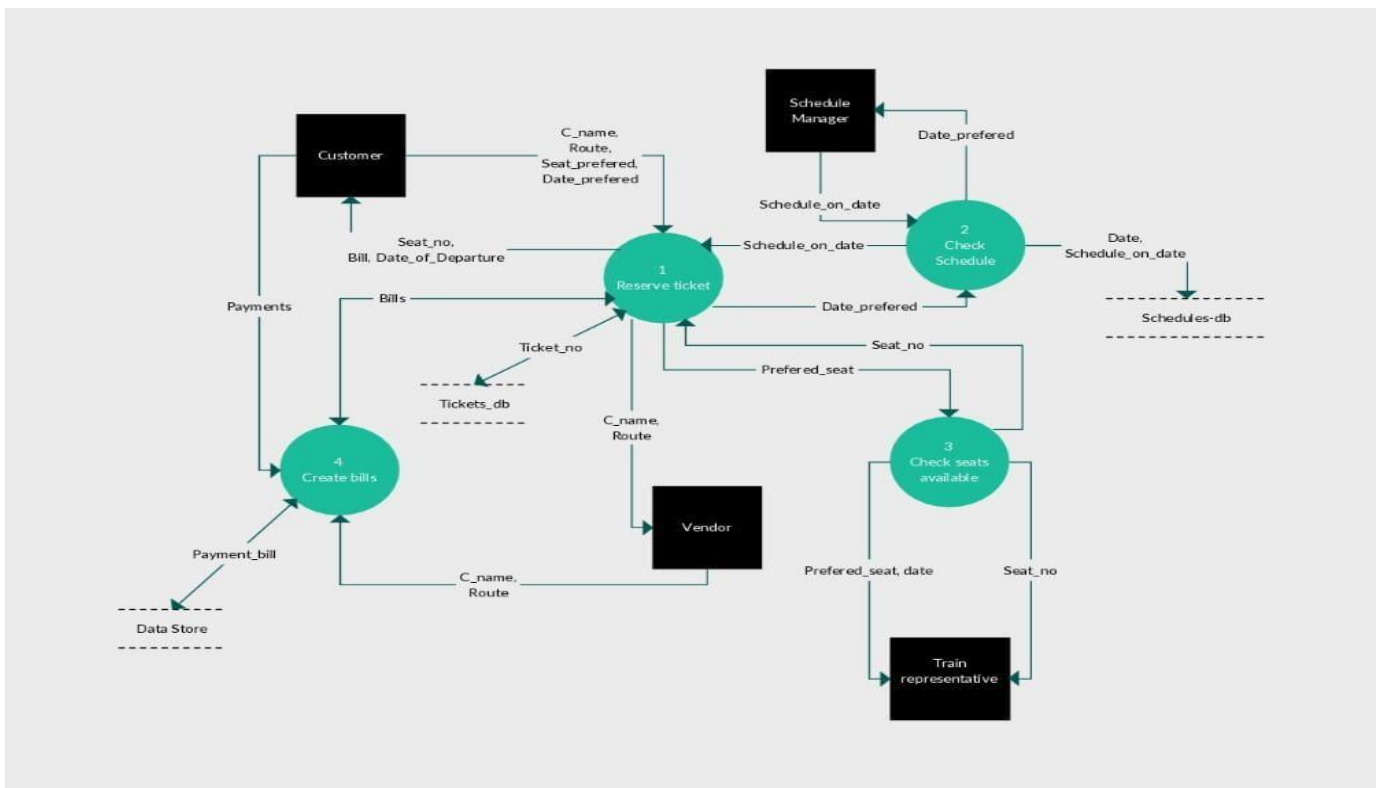 Schedule
Manager
Date_prefered
Customer
C_name,
Route,
Seat_prefered,
Date_prefered
Schedule_on_date
2
Check
Schedule
Date,
Schedule_on_date
Seat_no,
Bill, Date_of_Departure
1
Reserve ticket
Schedule_on_date
Payments
Bills
Date_prefered
Schedules-db
Ticket_no
Seat_no
Prefered_seat
Tickets_db
C_name,
Route
4
Create bills
3
Check seats
available
Vendor
Payment_bill
C_name,
Route
Prefered_seat, date
Seat_no
Data Store
Train
representative